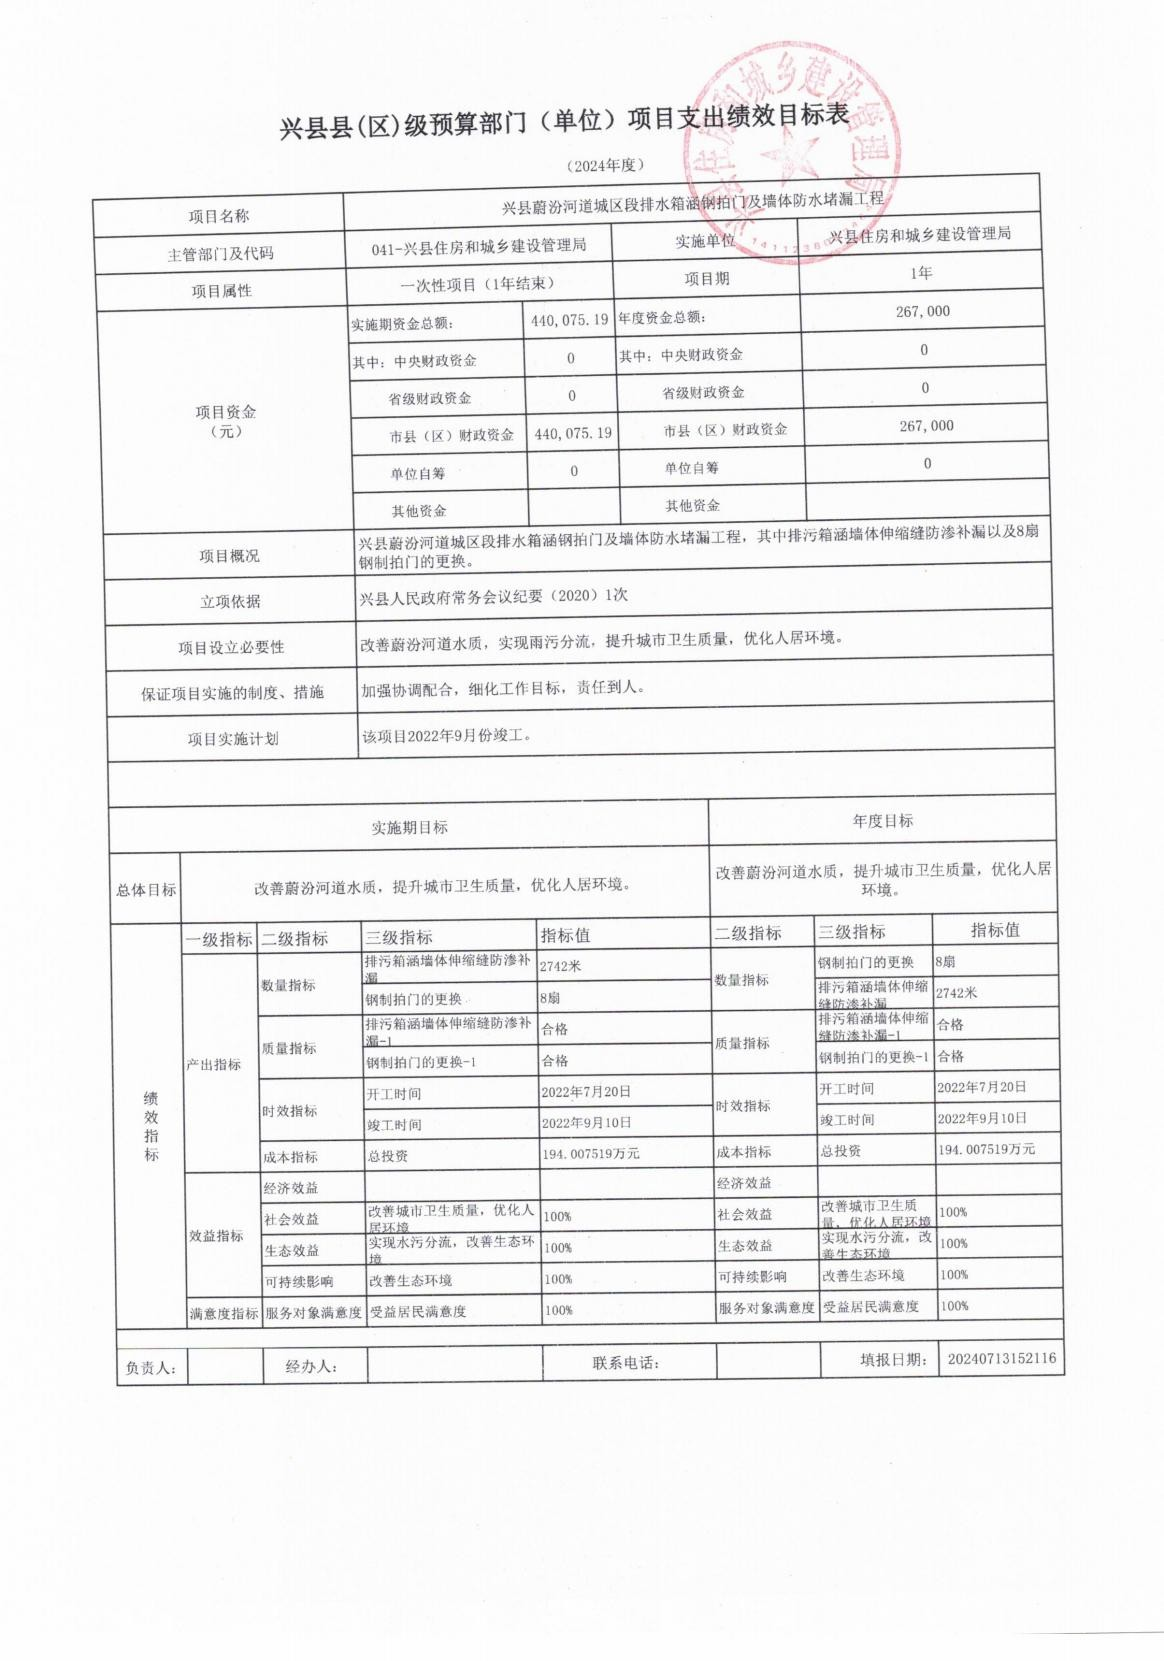 兴县县(区)级预算部门（单位）项目支出绩效目标表
（2024年度）
项目名称 兴县蔚汾河道城区段排水箱涵钢拍门及墙体防水堵漏工程
主管部门及代码 041-兴县住房和城乡建设管理局 实施单位 兴县住房和城乡建设管理局
项目属性 一次性项目（1年结束） 项目期 1年
项目资金
（元）
实施期资金总额： 440,075.19 年度资金总额： 267,000
其中：中央财政资金 0 其中：中央财政资金 0
省级财政资金 0 省级财政资金 0
市县（区）财政资金 440,075.19 市县（区）财政资金 267,000
单位自筹 0 单位自筹 0
其他资金 其他资金
项目概况 兴县蔚汾河道城区段排水箱涵钢拍门及墙体防水堵漏工程，其中排污箱涵墙体伸缩缝防渗补漏以及8扇
钢制拍门的更换。
立项依据 兴县人民政府常务会议纪要（2020）1次
项目设立必要性 改善蔚汾河道水质，实现雨污分流，提升城市卫生质量，优化人居环境。
保证项目实施的制度、措施 加强协调配合，细化工作目标，责任到人。
项目实施计划 该项目2022年9月份竣工。
实施期目标 年度目标
总体目标 改善蔚汾河道水质，提升城市卫生质量，优化人居环境。 改善蔚汾河道水质，提升城市卫生质量，优化人居
环境。
绩效指标
一级指标 二级指标 三级指标 指标值 二级指标 三级指标 指标值
产出指标
数量指标 排污箱涵墙体伸缩缝防渗补
漏 2742米 数量指标 钢制拍门的更换 8扇
钢制拍门的更换 8扇 排污箱涵墙体伸缩
缝防渗补漏 2742米
质量指标 排污箱涵墙体伸缩缝防渗补
漏-1 合格 质量指标 排污箱涵墙体伸缩
缝防渗补漏-1 合格
钢制拍门的更换-1 合格 钢制拍门的更换-1 合格
时效指标 开工时间 2022年7月20日 时效指标 开工时间 2022年7月20日
竣工时间 2022年9月10日 竣工时间 2022年9月10日
成本指标 总投资 194.007519万元 成本指标 总投资 194.007519万元
效益指标
经济效益 经济效益
社会效益 改善城市卫生质量，优化人
居环境 100% 社会效益 改善城市卫生质
量，优化人居环境 100%
生态效益 实现水污分流，改善生态环
境 100% 生态效益 实现水污分流，改
善生态环境 100%
可持续影响 改善生态环境 100% 可持续影响 改善生态环境 100%
满意度指标 服务对象满意度 受益居民满意度 100% 服务对象满意度 受益居民满意度 100%
负责人： 经办人： 联系电话： 填报日期： 20240713152116